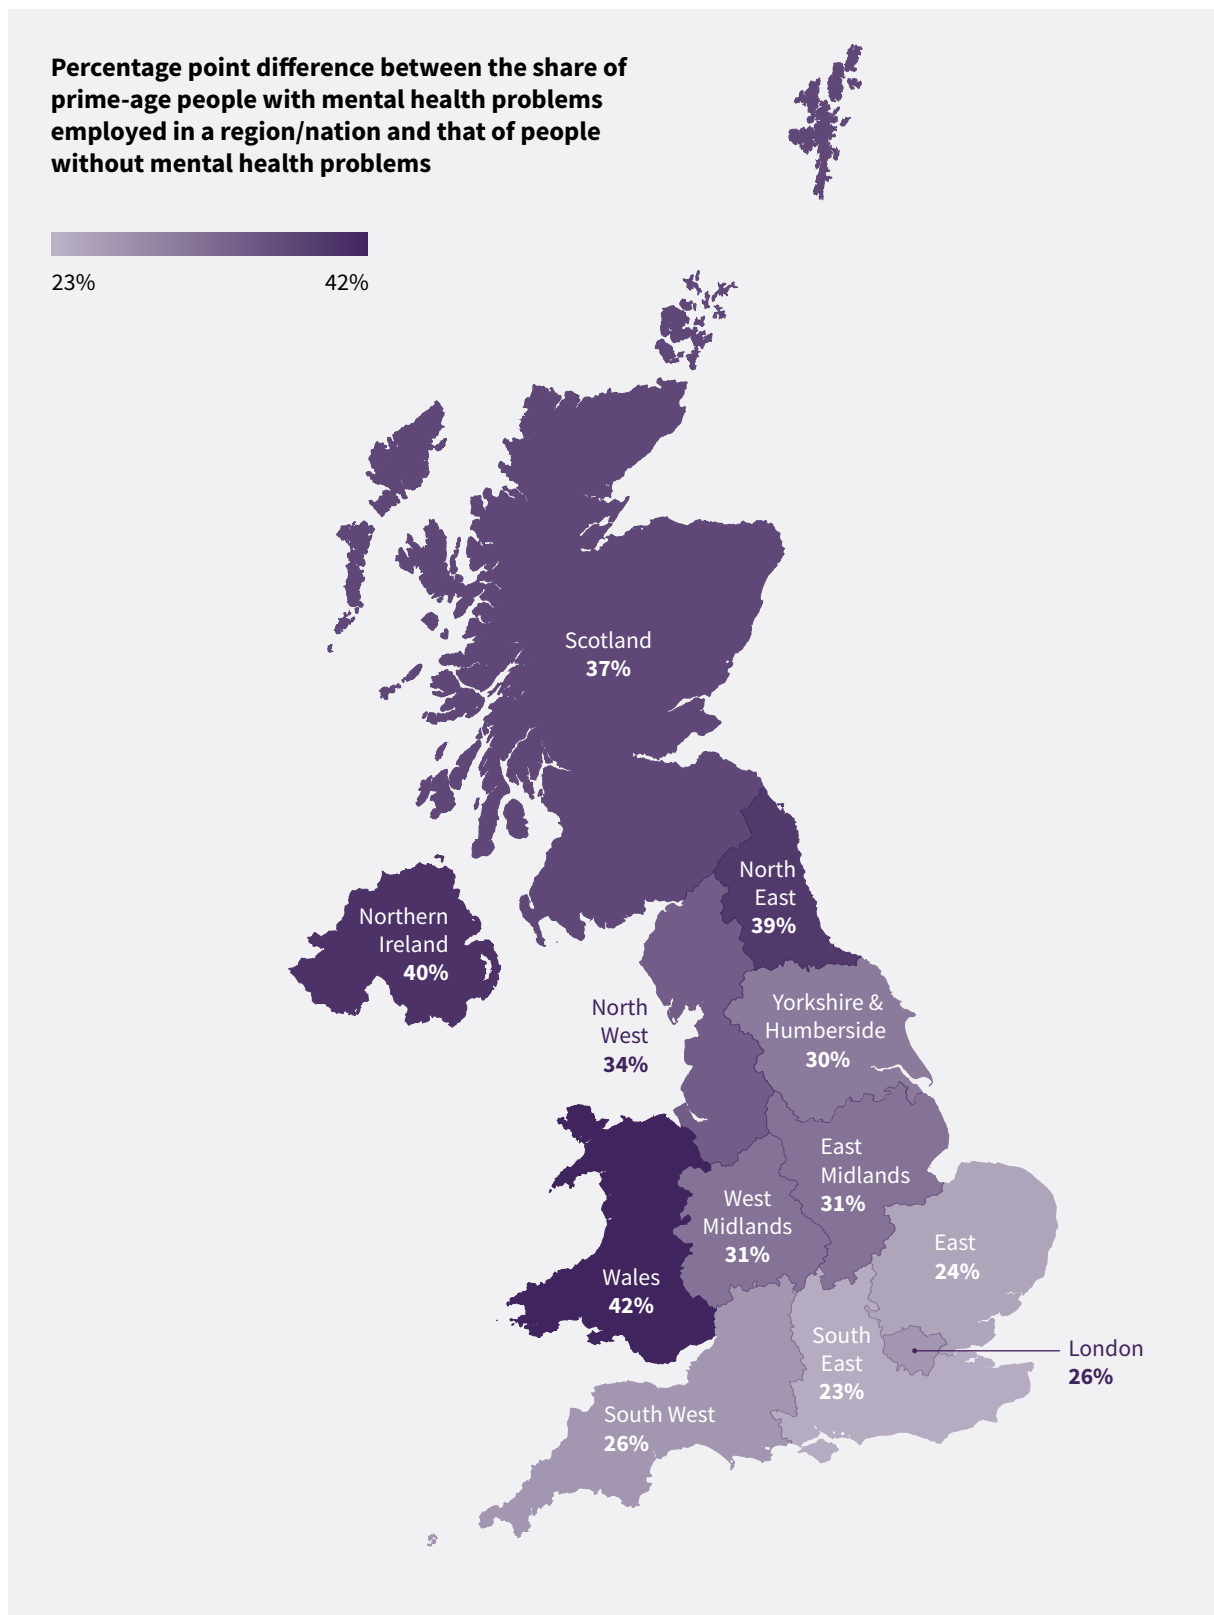 Percentage point difference between the share of
prime-age people with mental health problems
employed in a region/nation and that of people
without mental health problems
23%
42%
Scotland
37%
North
East
39%
Northern
Ireland
40%
North
West
34%
Yorkshire &
Humberside
30%
East
Midlands
31%
West
Midlands
31%
East
24%
Wales
42%
South
East
23%
London
26%
South West
26%